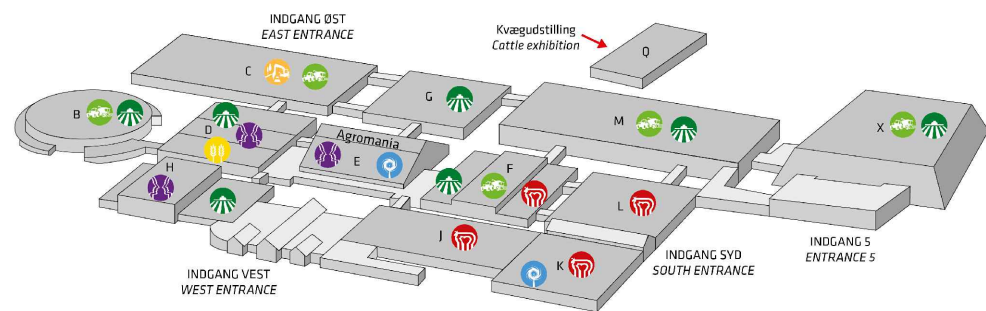 INDGANG ØST
EAST ENTRANCE
Kvægudstilling
Cattle exhibition
Q
C
G
B
D
M
X
Agromania
E
H
F
L
J
K
INDGANG VEST
WEST ENTRANCE
INDGANG SYD
SOUTH ENTRANCE
INDGANG 5
ENTRANCE 5